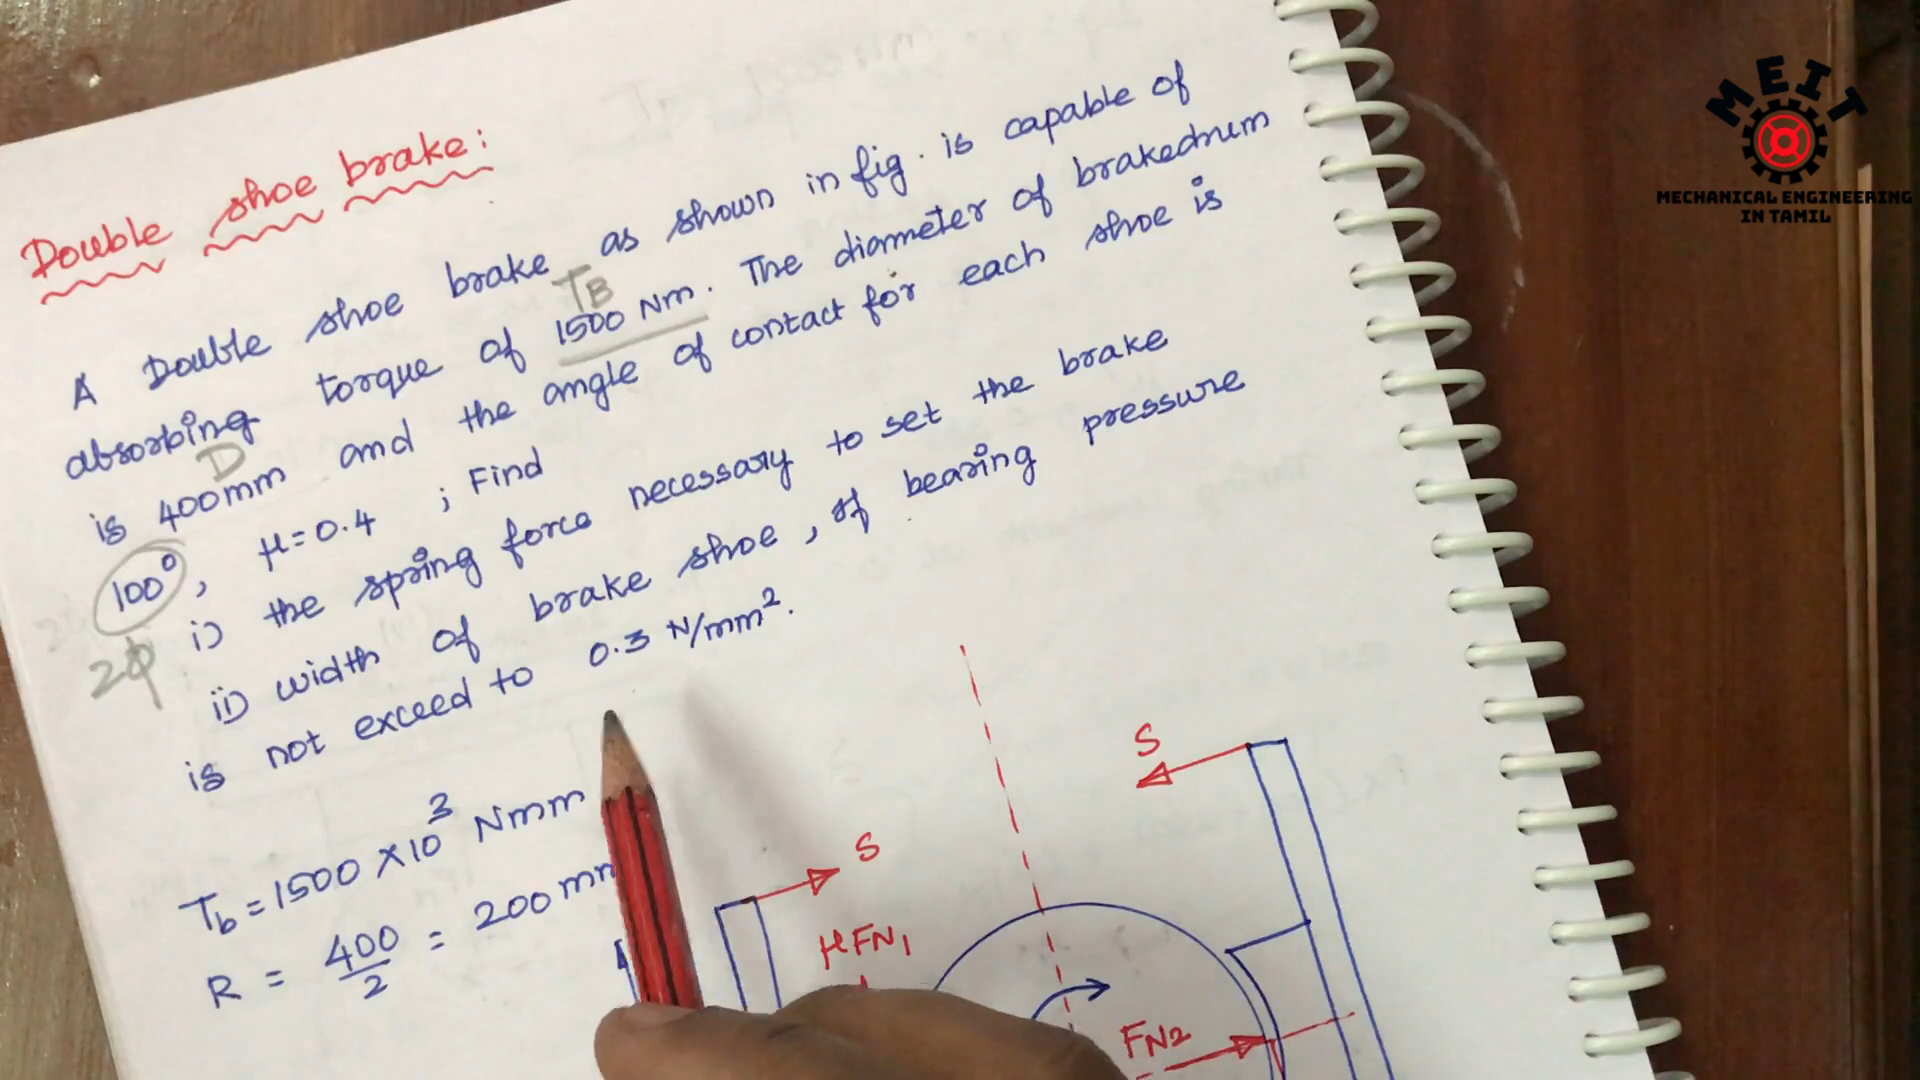 Double shoe brake:
A Double shoe brake as shown in fig. is capable of
TB
absorbing torque of 1500 Nm. The diameter of brakedrum
D
is 400mm and the angle of contact for each shoe is
100°, μ=0.4 ; Find
2φ
i) the spring force necessary to set the brake
ii) width of brake shoe, if bearing pressure
is not exceed to 0.3 N/mm².
Tb = 1500 × 10³ Nmm
R = 400/2 = 200 mm
S
S
μFN1
FN2
MEIT
MECHANICAL ENGINEERING
IN TAMIL